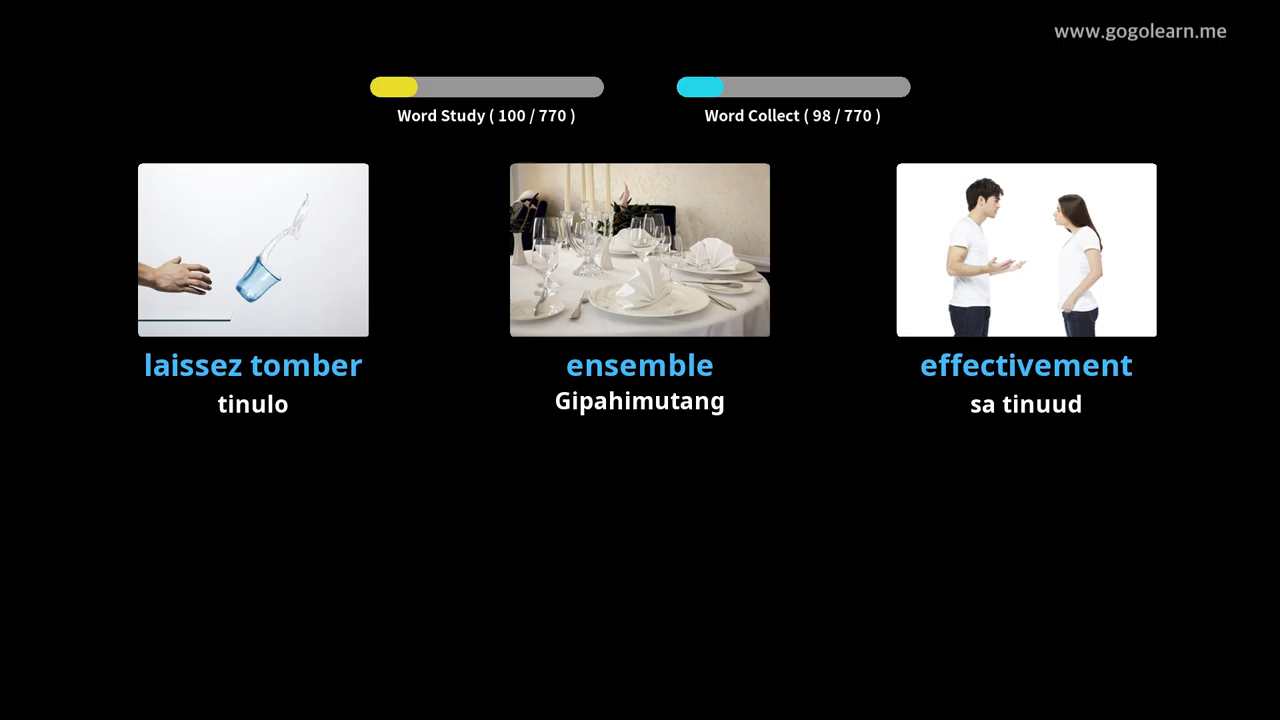 www.gogolearn.me
Word Study ( 100 / 770 )
Word Collect ( 98 / 770 )
laissez tomber
tinulo
ensemble
Gipahimutang
effectivement
sa tinuud